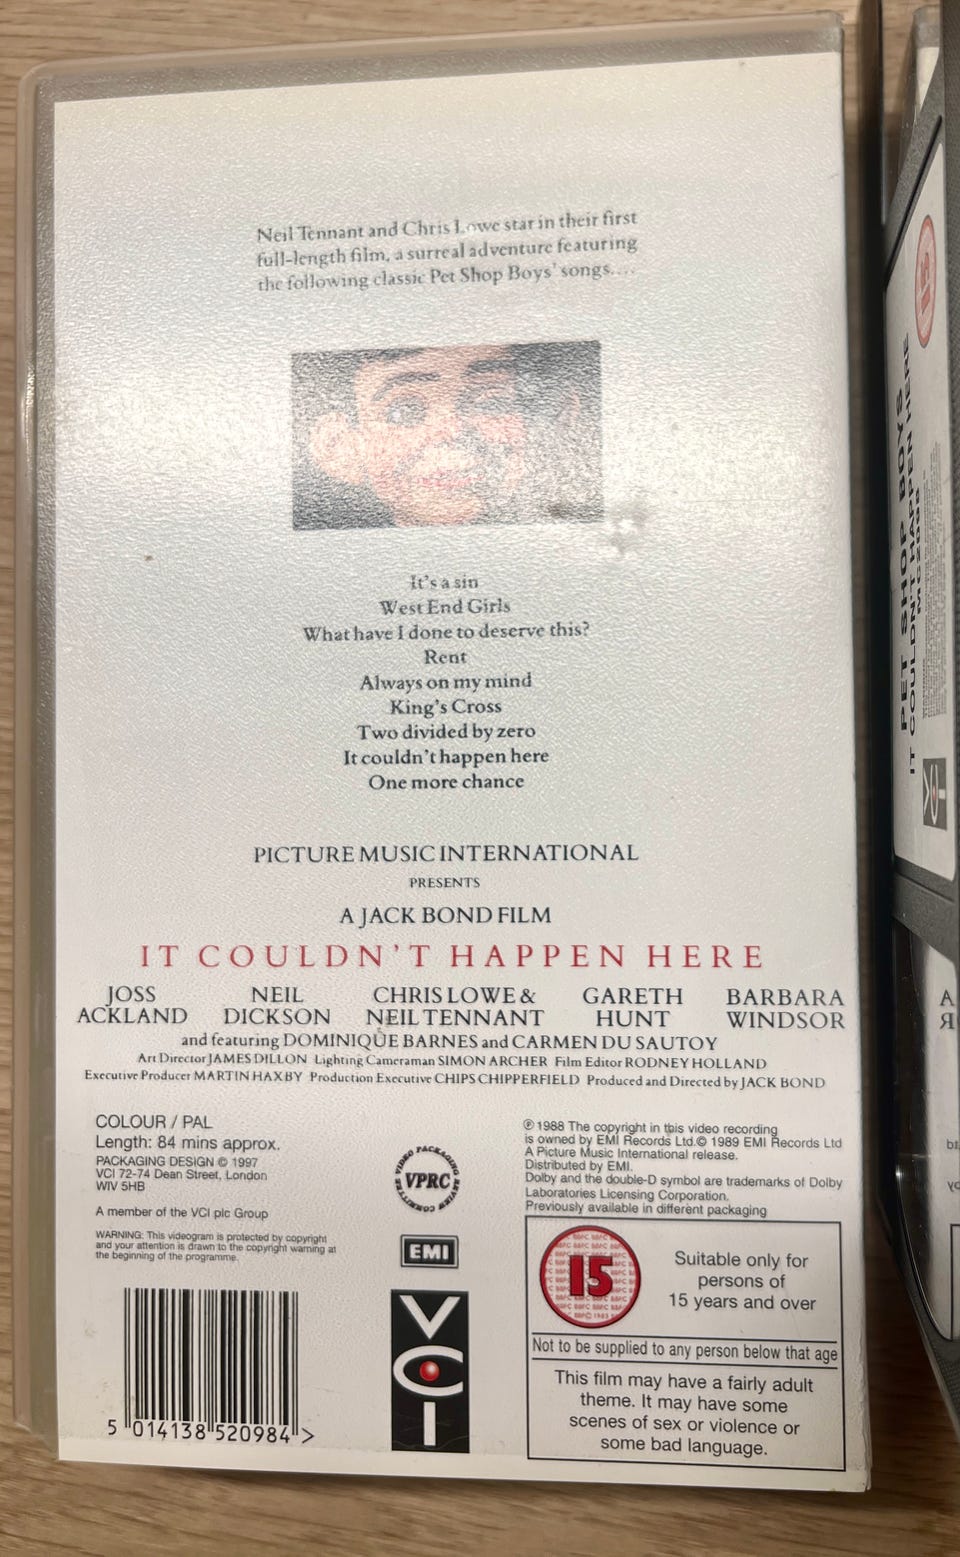 Neil Tennant and Chris Lowe star in their first
full-length film, a surreal adventure featuring
the following classic Pet Shop Boys' songs....
It's a sin
West End Girls
What have I done to deserve this?
Rent
Always on my mind
King's Cross
Two divided by zero
It couldn't happen here
One more chance
PICTURE MUSIC INTERNATIONAL
PRESENTS
A JACK BOND FILM
IT COULDN'T HAPPEN HERE
JOSS ACKLAND
NEIL DICKSON
CHRIS LOWE & NEIL TENNANT
GARETH HUNT
BARBARA WINDSOR
and featuring DOMINIQUE BARNES and CARMEN DU SAUTOY
Art Director JAMES DILLON Lighting Cameraman SIMON ARCHER Film Editor RODNEY HOLLAND
Executive Producer MARTIN HAXBY Production Executive CHIPS CHIPPERFIELD Produced and Directed by JACK BOND
COLOUR / PAL
Length: 84 mins approx.
PACKAGING DESIGN © 1997
VCI 72-74 Dean Street, London
WIV 5HB
A member of the VCI plc Group
WARNING: This videogram is protected by copyright
and your attention is drawn to the copyright warning at
the beginning of the programme.
5 014138 520984 >
VIDEO PACKAGING REVIEW COMMITTEE
VPRC
EMI
VCI
℗ 1988 The copyright in this video recording
is owned by EMI Records Ltd.© 1989 EMI Records Ltd
A Picture Music International release.
Distributed by EMI.
Dolby and the double-D symbol are trademarks of Dolby
Laboratories Licensing Corporation.
Previously available in different packaging
15
Suitable only for
persons of
15 years and over
Not to be supplied to any person below that age
This film may have a fairly adult
theme. It may have some
scenes of sex or violence or
some bad language.
15
PET SHOP BOYS
IT COULDN'T HAPPEN HERE
VCI